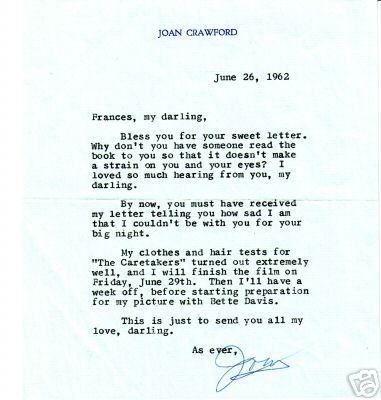 JOAN CRAWFORD
June 26, 1962
Frances, my darling,
Bless you for your sweet letter.
Why don't you have someone read the
book to you so that it doesn't make
a strain on you and your eyes? I
loved so much hearing from you, my
darling.
By now, you must have received
my letter telling you how sad I am
that I couldn't be with you for your
big night.
My clothes and hair tests for
"The Caretakers" turned out extremely
well, and I will finish the film on
Friday, June 29th. Then I'll have a
week off, before starting preparation
for my picture with Bette Davis.
This is just to send you all my
love, darling.
As ever,
Joan